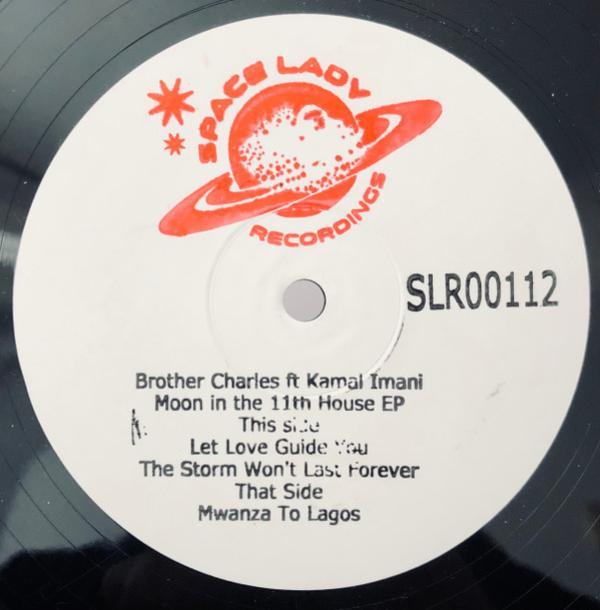 SPACE LADY
RECORDINGS
SLR00112
Brother Charles ft Kamal Imani
Moon in the 11th House EP
This side
Let Love Guide You
The Storm Won't Last Forever
That Side
Mwanza To Lagos